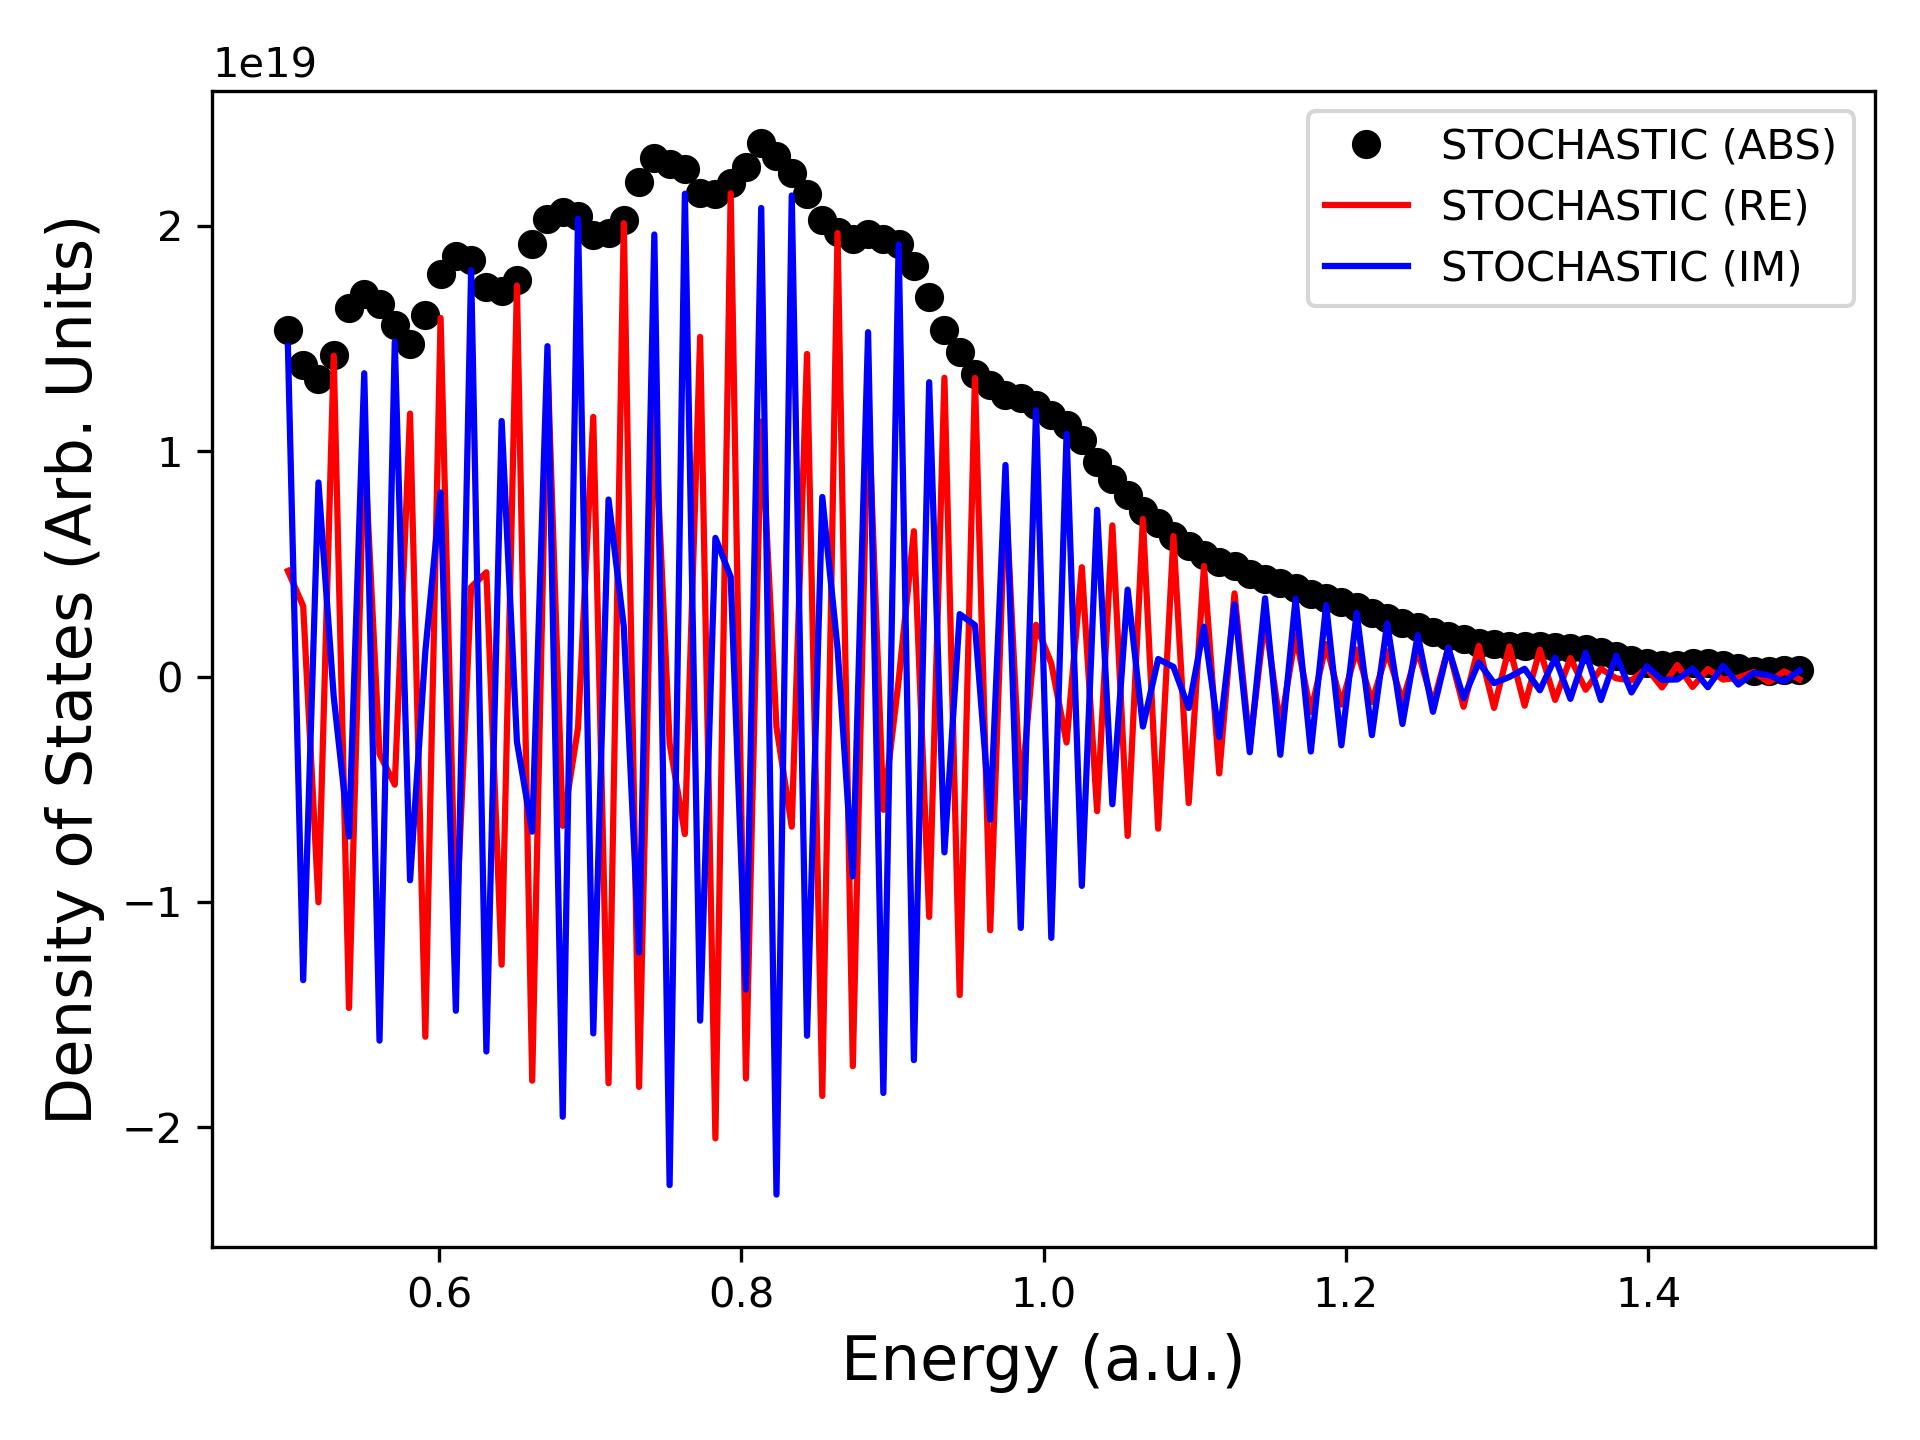 1e19
STOCHASTIC (ABS)
STOCHASTIC (RE)
STOCHASTIC (IM)
Density of States (Arb. Units)
2
1
0
−1
−2
0.6 0.8 1.0 1.2 1.4
Energy (a.u.)